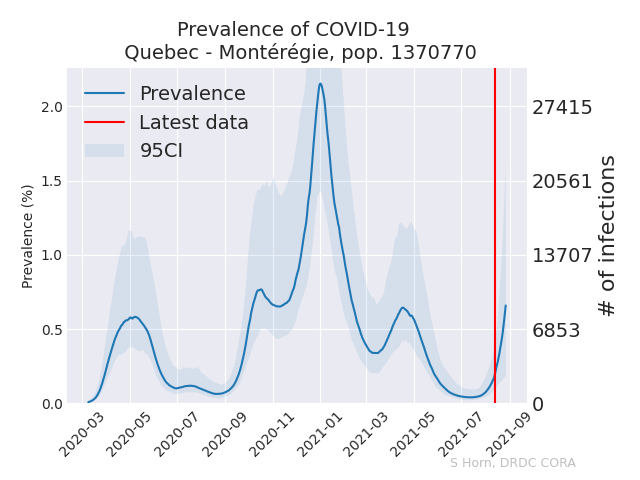 Prevalence of COVID-19
Quebec - Montérégie, pop. 1370770
Prevalence
Latest data
95CI
Prevalence (%)
2.0
1.5
1.0
0.5
0.0
27415
20561
13707
6853
0
# of infections
2020-03
2020-05
2020-07
2020-09
2020-11
2021-01
2021-03
2021-05
2021-07
2021-09
S Horn, DRDC CORA